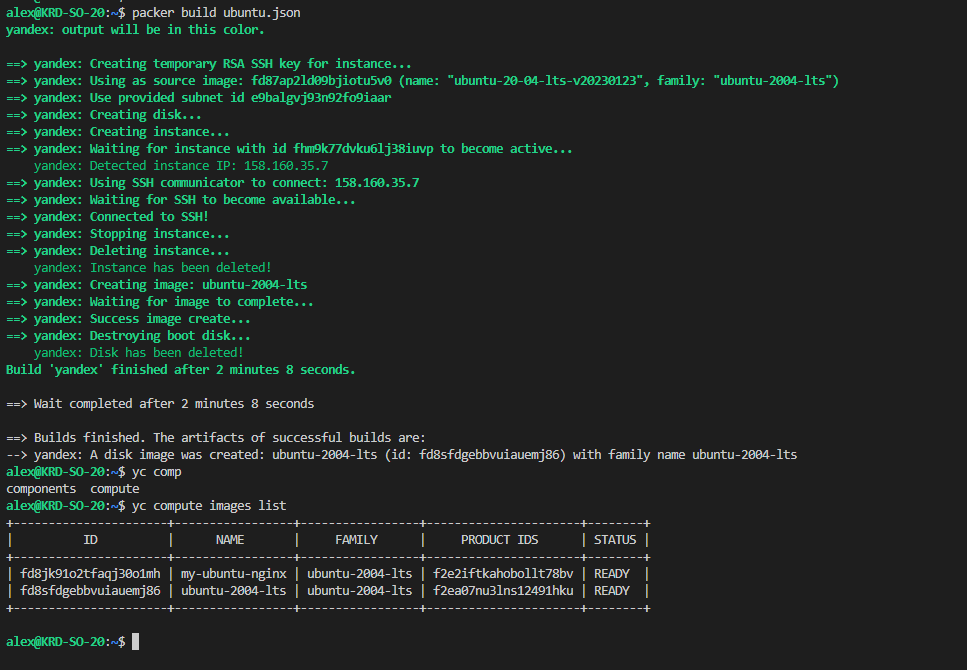 alex@KRD-SO-20:~$ packer build ubuntu.json
yandex: output will be in this color.

==> yandex: Creating temporary RSA SSH key for instance...
==> yandex: Using as source image: fd87ap2ld09bjiotu5v0 (name: "ubuntu-20-04-lts-v20230123", family: "ubuntu-2004-lts")
==> yandex: Use provided subnet id e9balgvj93n92fo9iaar
==> yandex: Creating disk...
==> yandex: Creating instance...
==> yandex: Waiting for instance with id fhm9k77dvku6lj38iuvp to become active...
    yandex: Detected instance IP: 158.160.35.7
==> yandex: Using SSH communicator to connect: 158.160.35.7
==> yandex: Waiting for SSH to become available...
==> yandex: Connected to SSH!
==> yandex: Stopping instance...
==> yandex: Deleting instance...
    yandex: Instance has been deleted!
==> yandex: Creating image: ubuntu-2004-lts
==> yandex: Waiting for image to complete...
==> yandex: Success image create...
==> yandex: Destroying boot disk...
    yandex: Disk has been deleted!
Build 'yandex' finished after 2 minutes 8 seconds.

==> Wait completed after 2 minutes 8 seconds

==> Builds finished. The artifacts of successful builds are:
--> yandex: A disk image was created: ubuntu-2004-lts (id: fd8sfdgebbvuiauemj86) with family name ubuntu-2004-lts
alex@KRD-SO-20:~$ yc comp
components  compute
alex@KRD-SO-20:~$ yc compute images list
+----------------------+-----------------+-----------------+----------------------+--------+
|          ID          |      NAME       |     FAMILY      |     PRODUCT IDS      | STATUS |
+----------------------+-----------------+-----------------+----------------------+--------+
| fd8jk91o2tfaqj30o1mh | my-ubuntu-nginx | ubuntu-2004-lts | f2e2iftkahobollt78bv | READY  |
| fd8sfdgebbvuiauemj86 | ubuntu-2004-lts | ubuntu-2004-lts | f2ea07nu3lns12491hku | READY  |
+----------------------+-----------------+-----------------+----------------------+--------+

alex@KRD-SO-20:~$